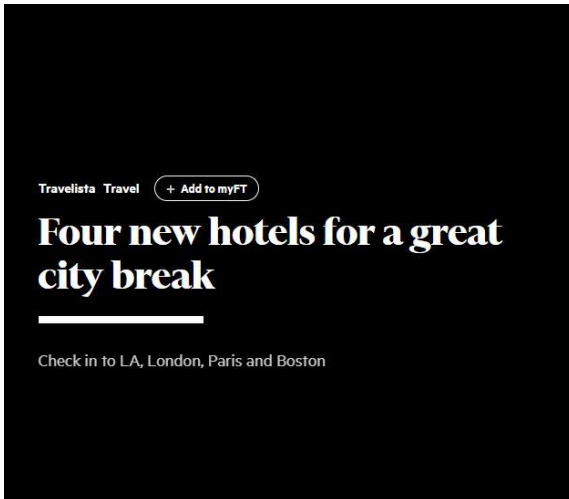 Travelista Travel + Add to myFT
Four new hotels for a great
city break
Check in to LA, London, Paris and Boston